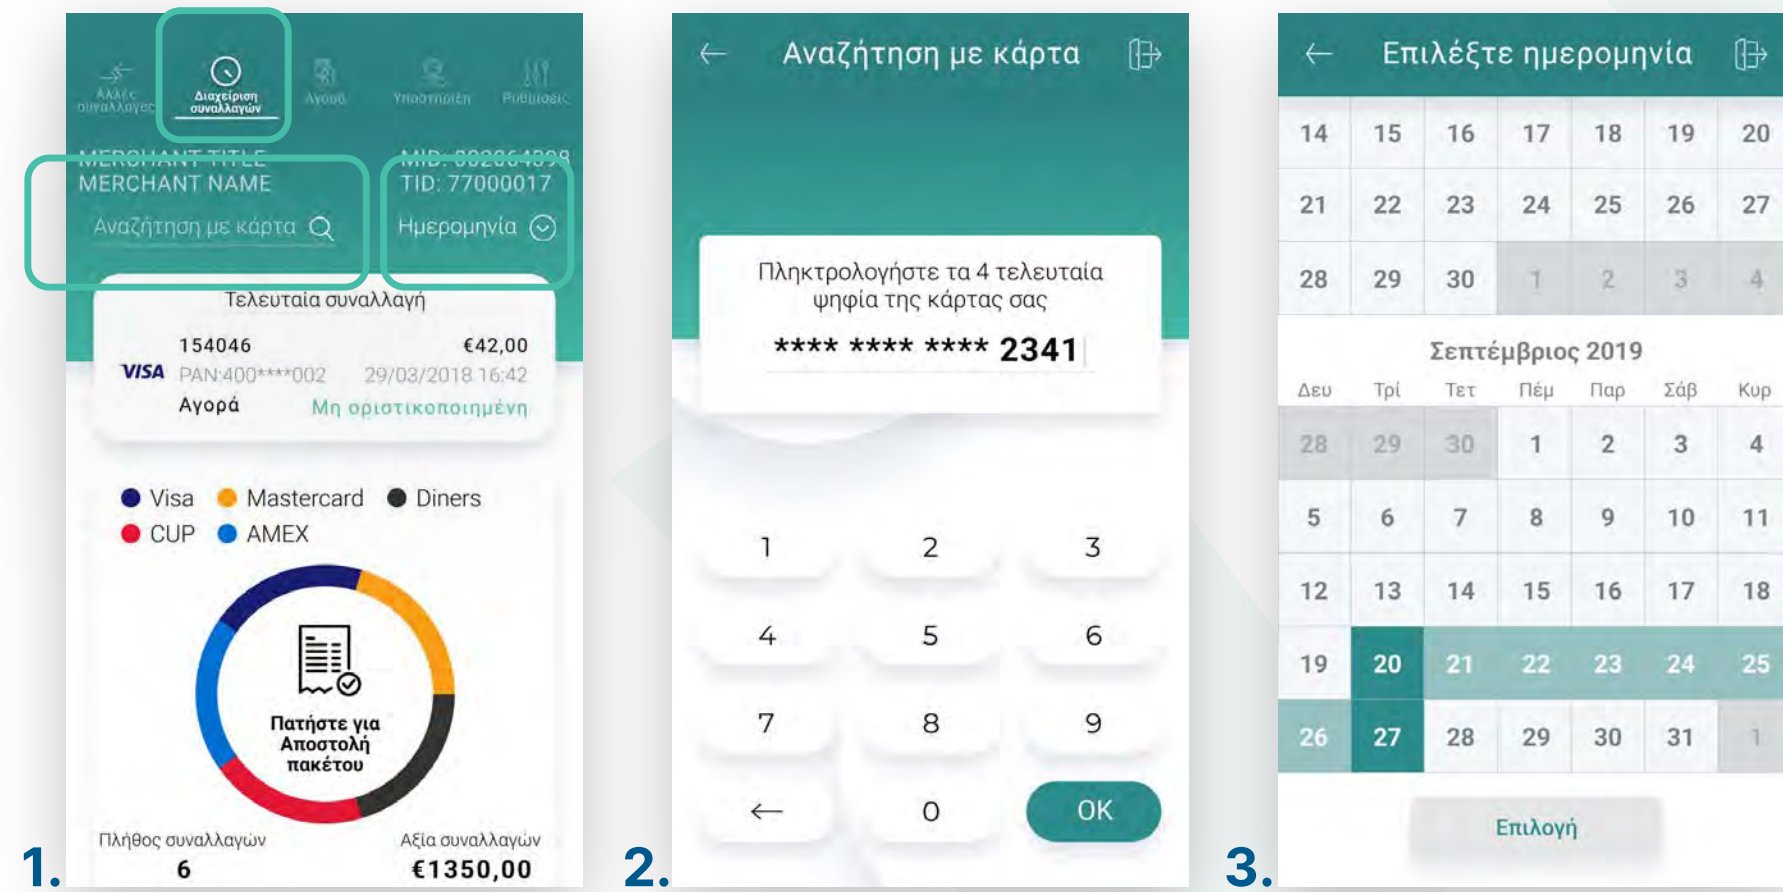 Άλλες συναλλαγές
Διαχείριση συναλλαγών
Αγορά
Υποστήριξη
Ρυθμίσεις
MERCHANT TITLE
MID: 002064398
MERCHANT NAME
TID: 77000017
Αναζήτηση με κάρτα
Ημερομηνία
Τελευταία συναλλαγή
154046 €42,00
VISA PAN:400****002 29/03/2018 16:42
Αγορά Μη οριστικοποιημένη
Visa Mastercard Diners
CUP AMEX
Πατήστε για
Αποστολή
πακέτου
Πλήθος συναλλαγών Αξία συναλλαγών
6 €1350,00
1.
Αναζήτηση με κάρτα
Πληκτρολογήστε τα 4 τελευταία
ψηφία της κάρτας σας
**** **** **** 2341
1 2 3
4 5 6
7 8 9
0 OK
2.
Επιλέξτε ημερομηνία
14 15 16 17 18 19 20
21 22 23 24 25 26 27
28 29 30 1 2 3 4
Σεπτέμβριος 2019
Δευ Τρί Τετ Πέμ Παρ Σάβ Κυρ
28 29 30 1 2 3 4
5 6 7 8 9 10 11
12 13 14 15 16 17 18
19 20 21 22 23 24 25
26 27 28 29 30 31 1
Επιλογή
3.